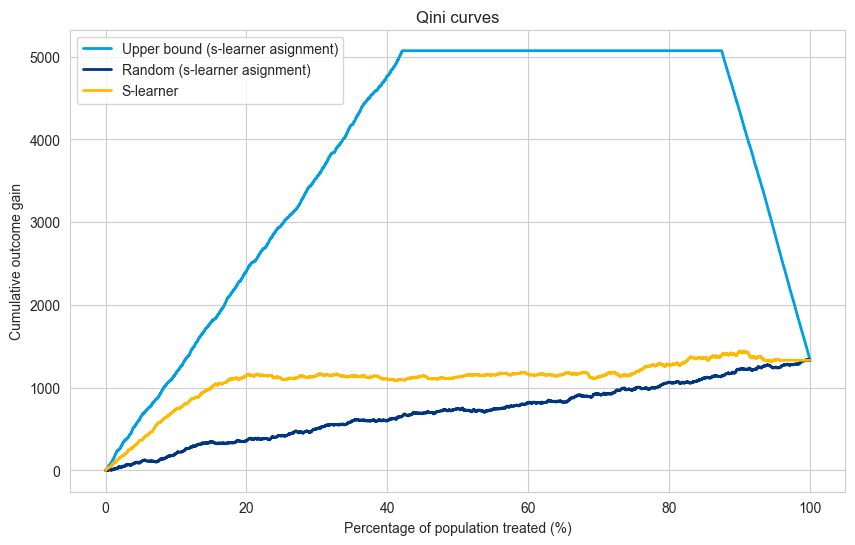 Qini curves
Upper bound (s-learner asignment)
Random (s-learner asignment)
S-learner
Cumulative outcome gain
5000
4000
3000
2000
1000
0
0 20 40 60 80 100
Percentage of population treated (%)